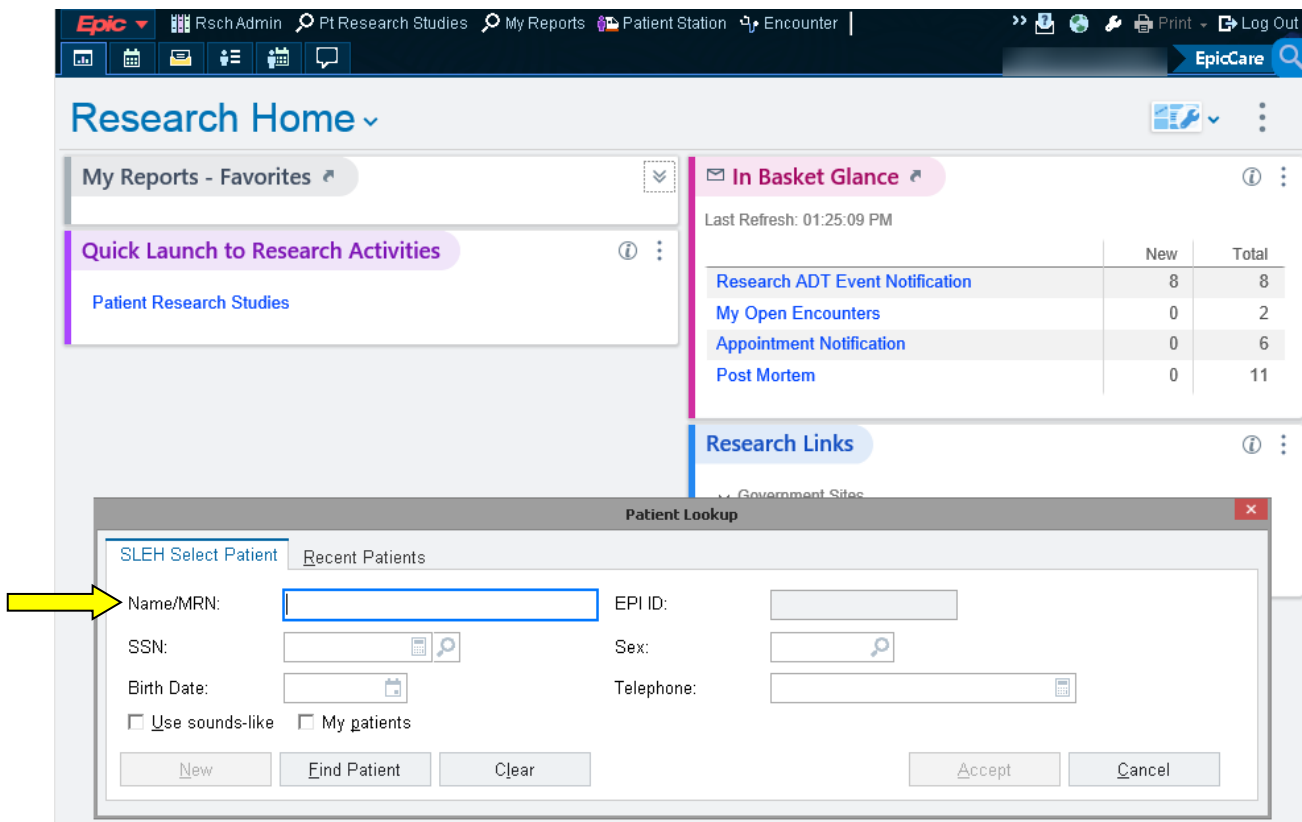 Epic Rsch Admin Pt Research Studies My Reports Patient Station Encounter Print Log Out
EpicCare
Research Home
My Reports - Favorites
Quick Launch to Research Activities
Patient Research Studies
In Basket Glance
Last Refresh: 01:25:09 PM
New Total
Research ADT Event Notification 8 8
My Open Encounters 0 2
Appointment Notification 0 6
Post Mortem 0 11
Research Links
Government Sites
Patient Lookup
SLEH Select Patient Recent Patients
Name/MRN: EPI ID:
SSN: Sex:
Birth Date: Telephone:
Use sounds-like My patients
New Find Patient Clear Accept Cancel